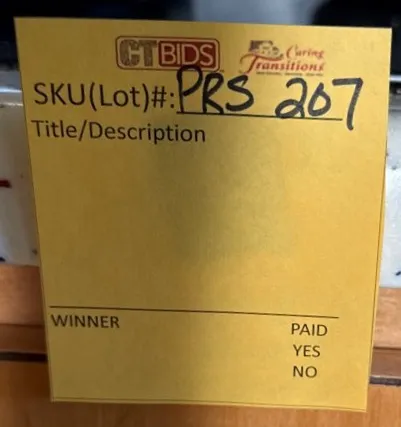 CTBIDS Caring Transitions
SKU(Lot)#: PRS 207
Title/Description
WINNER PAID
YES
NO